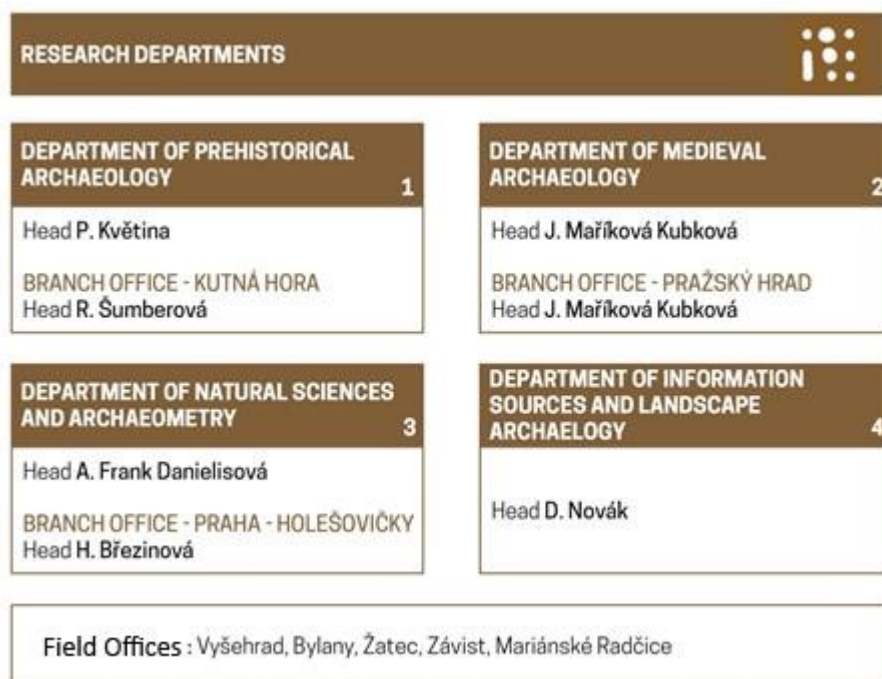 RESEARCH DEPARTMENTS
DEPARTMENT OF PREHISTORICAL
ARCHAEOLOGY
1
Head P. Květina
BRANCH OFFICE - KUTNÁ HORA
Head R. Šumberová
DEPARTMENT OF MEDIEVAL
ARCHAEOLOGY
2
Head J. Maříková Kubková
BRANCH OFFICE - PRAŽSKÝ HRAD
Head J. Maříková Kubková
DEPARTMENT OF NATURAL SCIENCES
AND ARCHAEOMETRY
3
Head A. Frank Danielisová
BRANCH OFFICE - PRAHA - HOLEŠOVIČKY
Head H. Březinová
DEPARTMENT OF INFORMATION
SOURCES AND LANDSCAPE
ARCHAELOGY
4
Head D. Novák
Field Offices : Vyšehrad, Bylany, Žatec, Závist, Mariánské Radčice